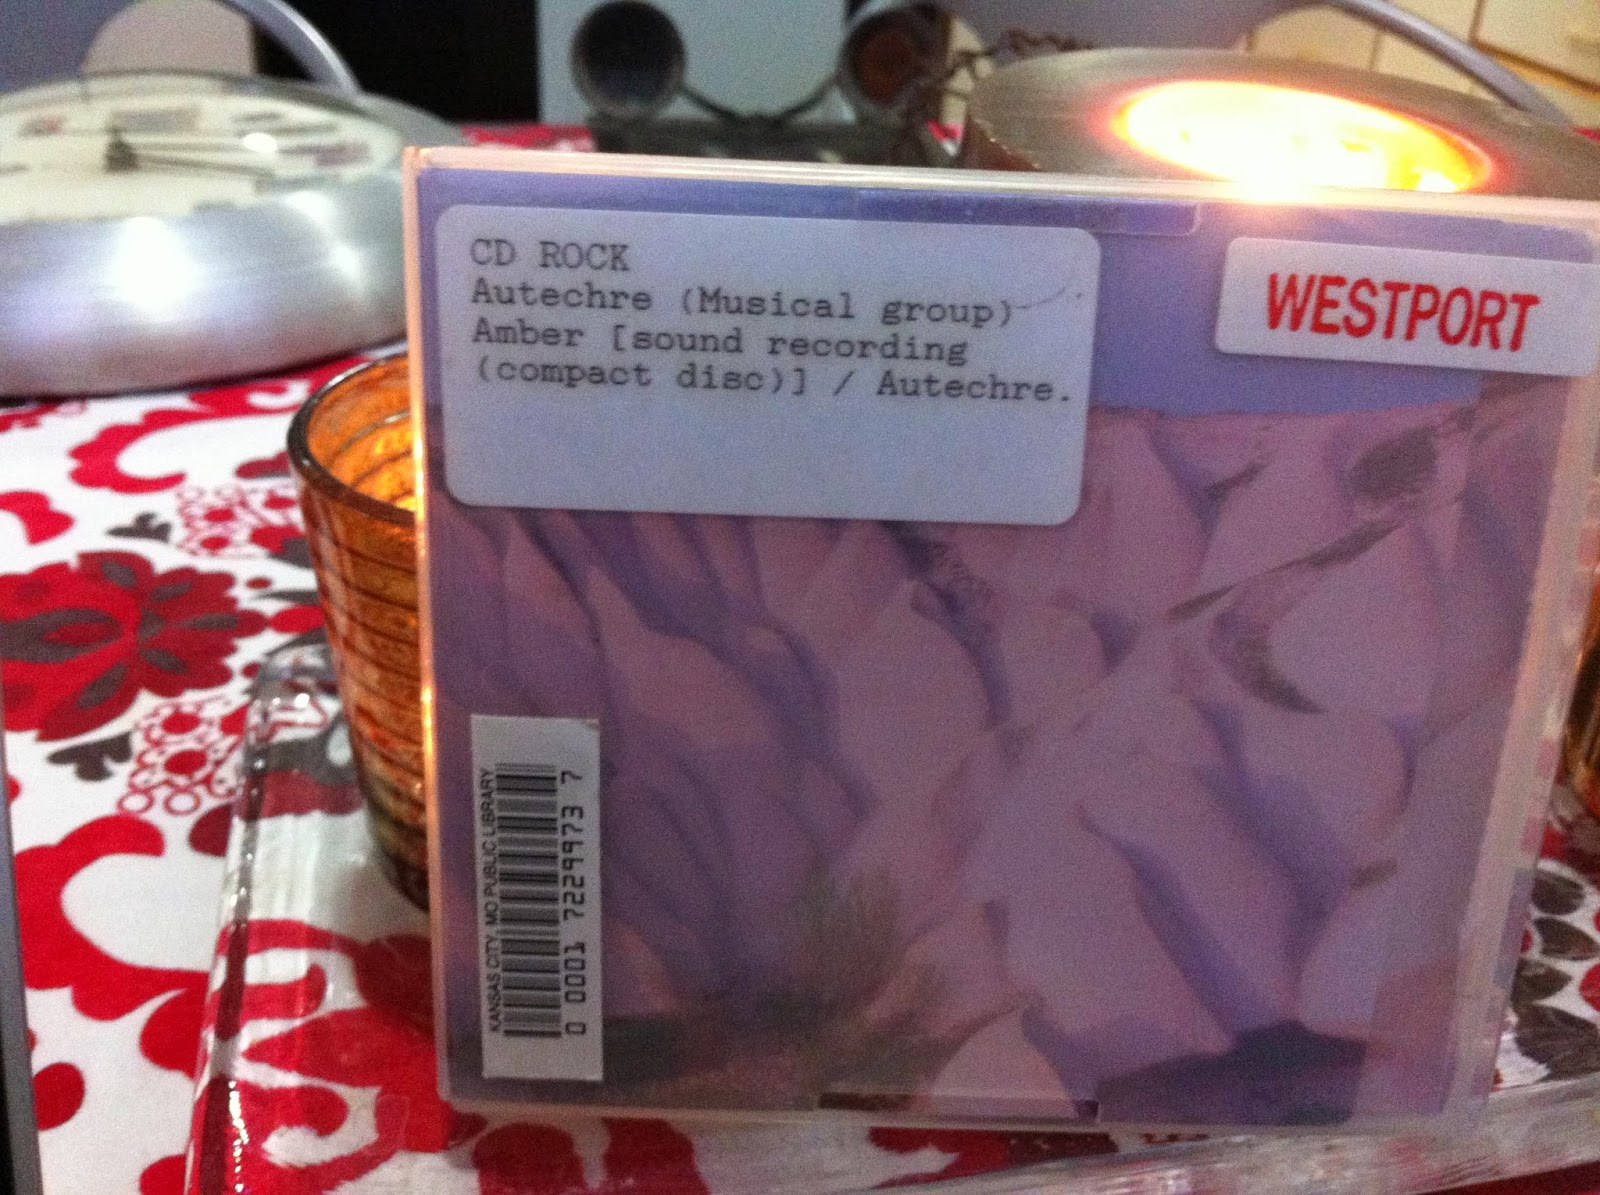 CD ROCK
Autechre (Musical group)
Amber [sound recording
(compact disc)] / Autechre.
WESTPORT
KANSAS CITY, MO PUBLIC LIBRARY
0 0001 7229973 7